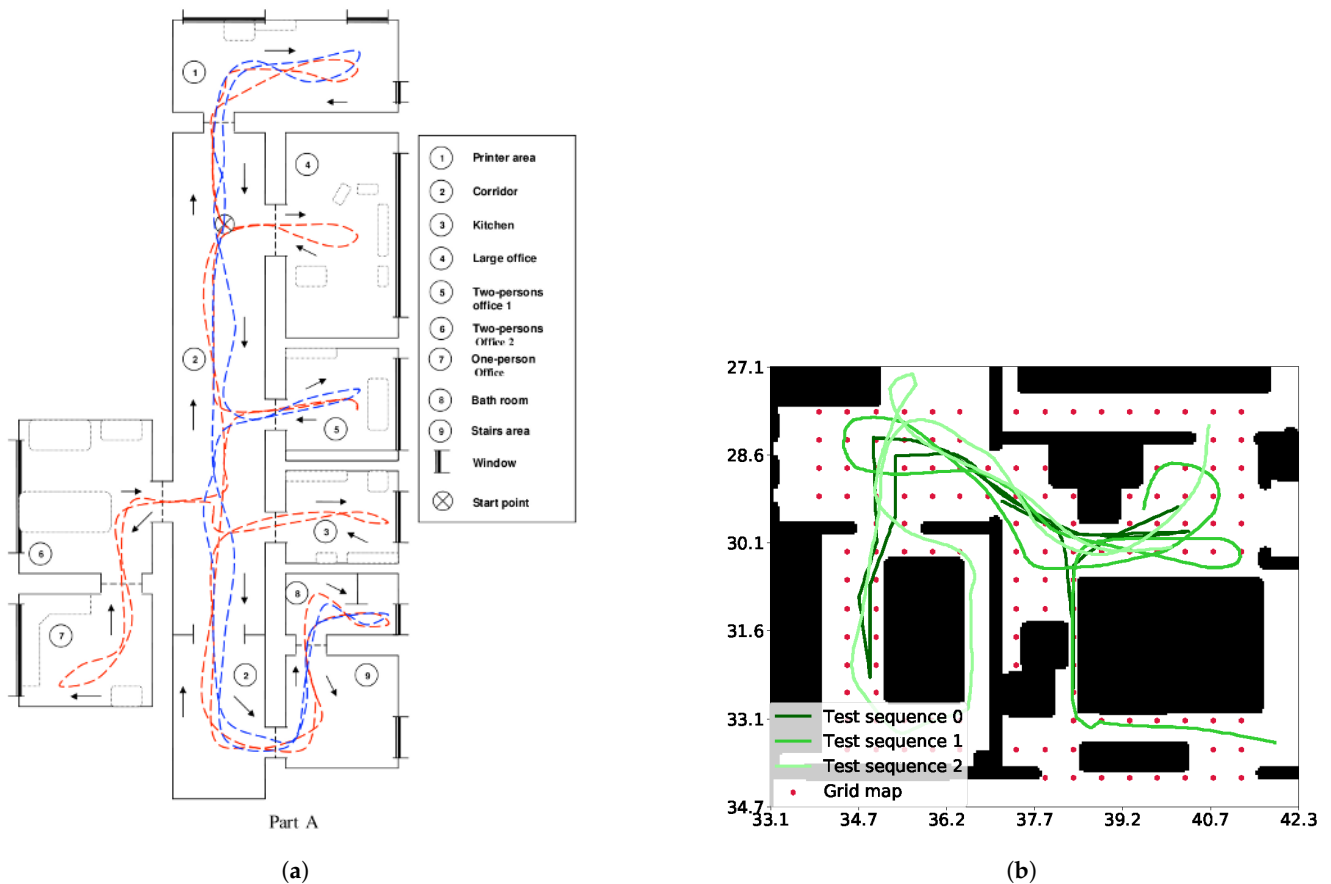 1
4
1 Printer area
2 Corridor
3 Kitchen
4 Large office
5 Two-persons
office 1
6 Two-persons
Office 2
7 One-person
Office
8 Bath room
9 Stairs area
Window
Start point
2
5
3
6
8
7
2
9
Part A
(a)
27.1
28.6
30.1
31.6
33.1
34.7
Test sequence 0
Test sequence 1
Test sequence 2
Grid map
33.1 34.7 36.2 37.7 39.2 40.7 42.3
(b)